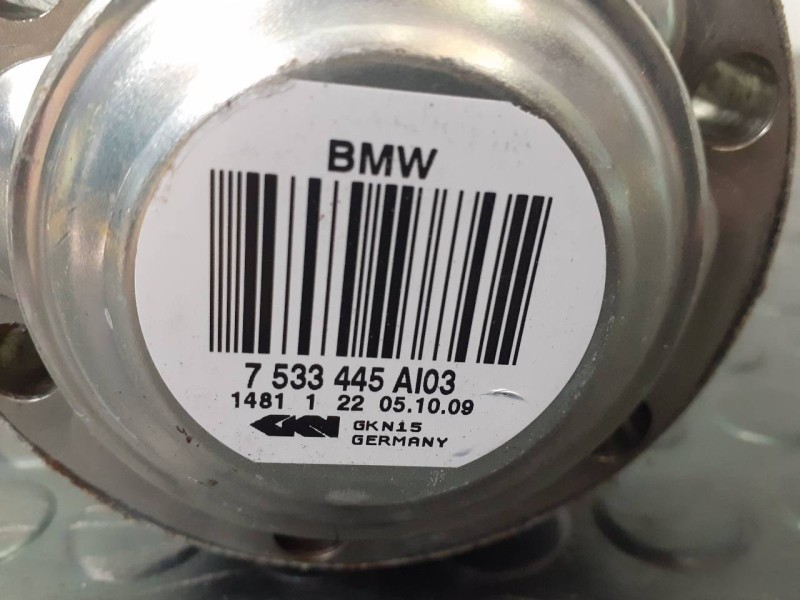 BMW
7 533 445 AI03
1481 1 22 05.10.09
GKN GKN15
GERMANY